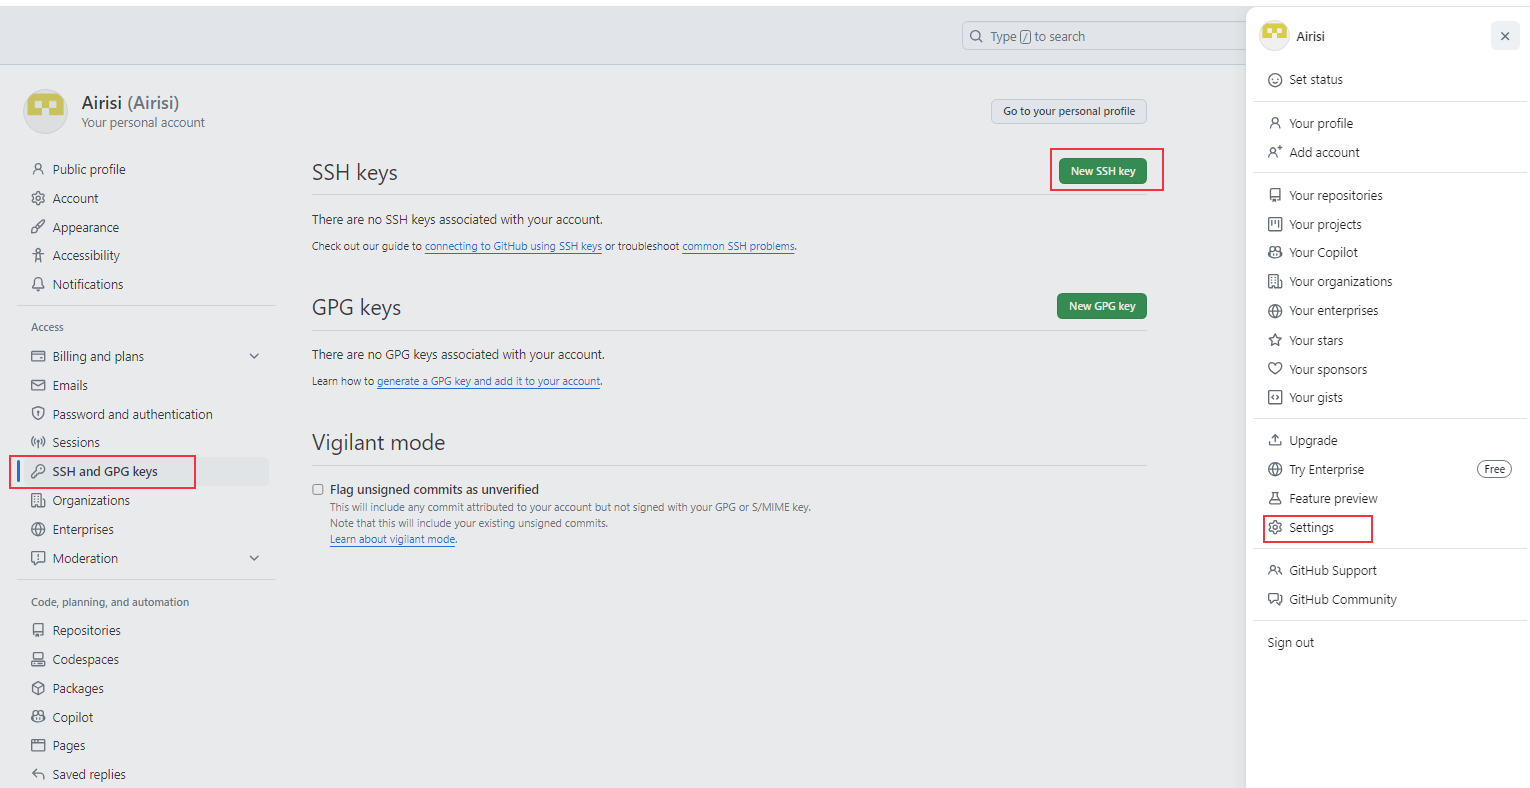 Type / to search
Airisi (Airisi)
Your personal account
Go to your personal profile
Public profile
Account
Appearance
Accessibility
Notifications
Access
Billing and plans
Emails
Password and authentication
Sessions
SSH and GPG keys
Organizations
Enterprises
Moderation
Code, planning, and automation
Repositories
Codespaces
Packages
Copilot
Pages
Saved replies
SSH keys
New SSH key
There are no SSH keys associated with your account.
Check out our guide to connecting to GitHub using SSH keys or troubleshoot common SSH problems.
GPG keys
New GPG key
There are no GPG keys associated with your account.
Learn how to generate a GPG key and add it to your account.
Vigilant mode
Flag unsigned commits as unverified
This will include any commit attributed to your account but not signed with your GPG or S/MIME key.
Note that this will include your existing unsigned commits.
Learn about vigilant mode.
Airisi
Set status
Your profile
Add account
Your repositories
Your projects
Your Copilot
Your organizations
Your enterprises
Your stars
Your sponsors
Your gists
Upgrade
Try Enterprise Free
Feature preview
Settings
GitHub Support
GitHub Community
Sign out